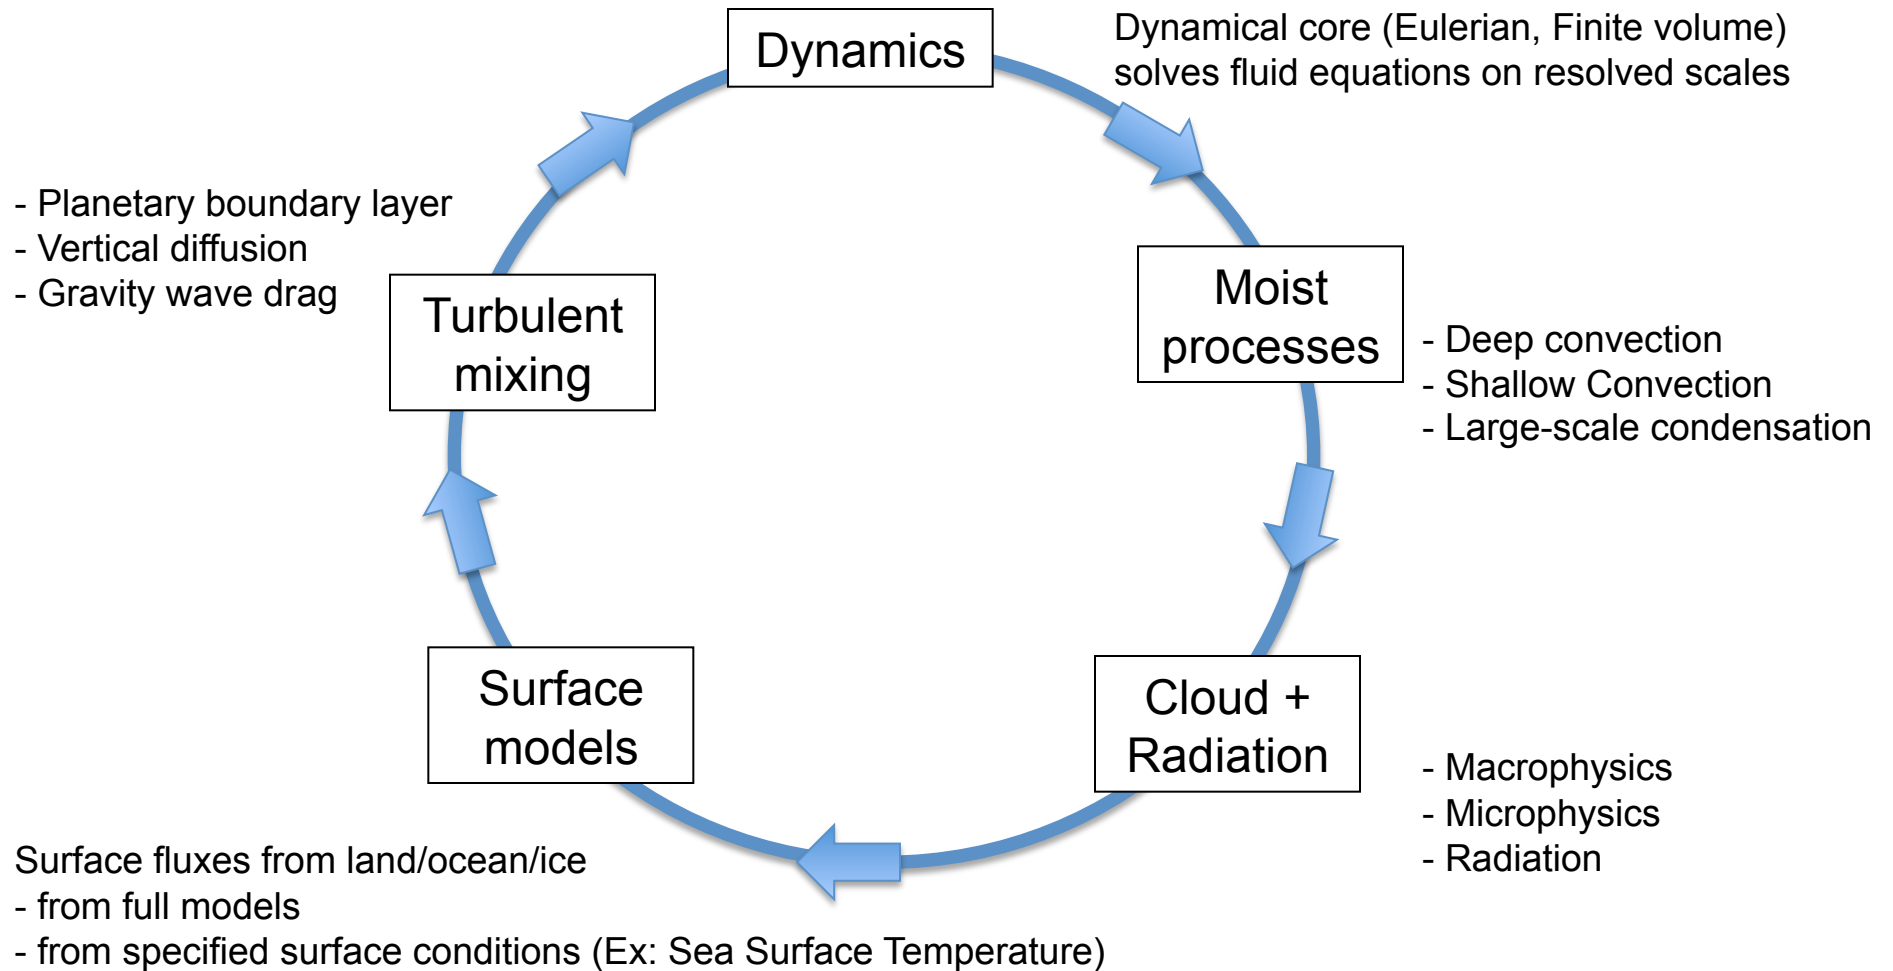 Dynamics
Dynamical core (Eulerian, Finite volume)
solves fluid equations on resolved scales
- Planetary boundary layer
- Vertical diffusion
- Gravity wave drag
Turbulent
mixing
Moist
processes
- Deep convection
- Shallow Convection
- Large-scale condensation
Surface
models
Cloud +
Radiation
- Macrophysics
- Microphysics
- Radiation
Surface fluxes from land/ocean/ice
- from full models
- from specified surface conditions (Ex: Sea Surface Temperature)